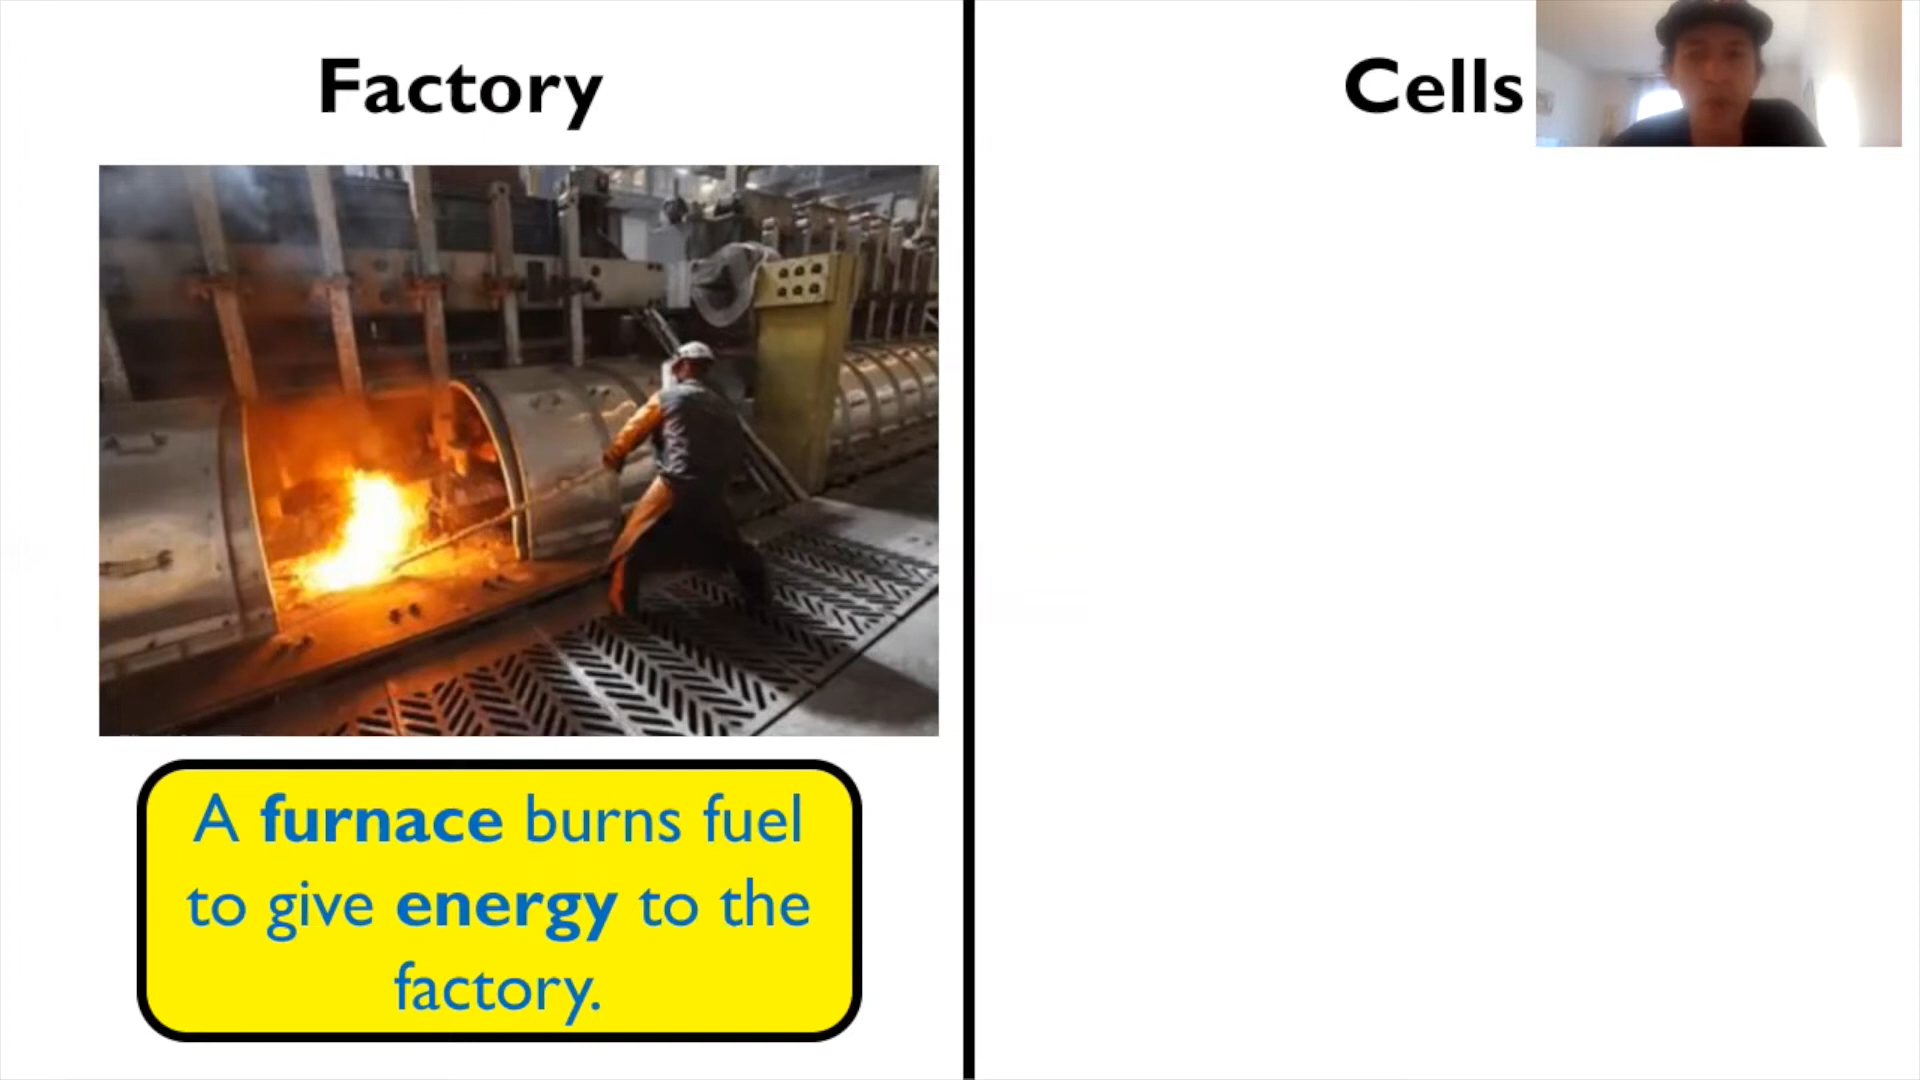 Factory
Cells
A furnace burns fuel
to give energy to the
factory.